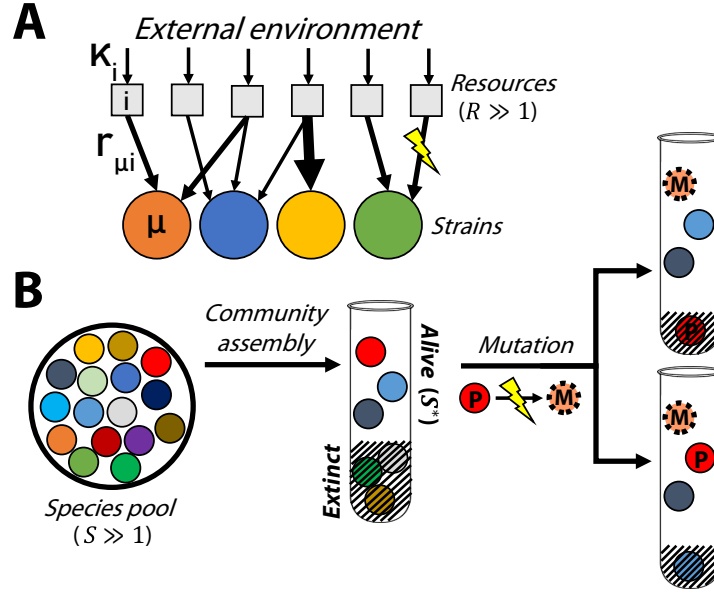 A
External environment
κi
i
Resources
(R ≫ 1)
rμi
μ
Strains
B
Community
assembly
Mutation
P
M
Alive (S*)
Extinct
Species pool
(S ≫ 1)
M
P
M
P